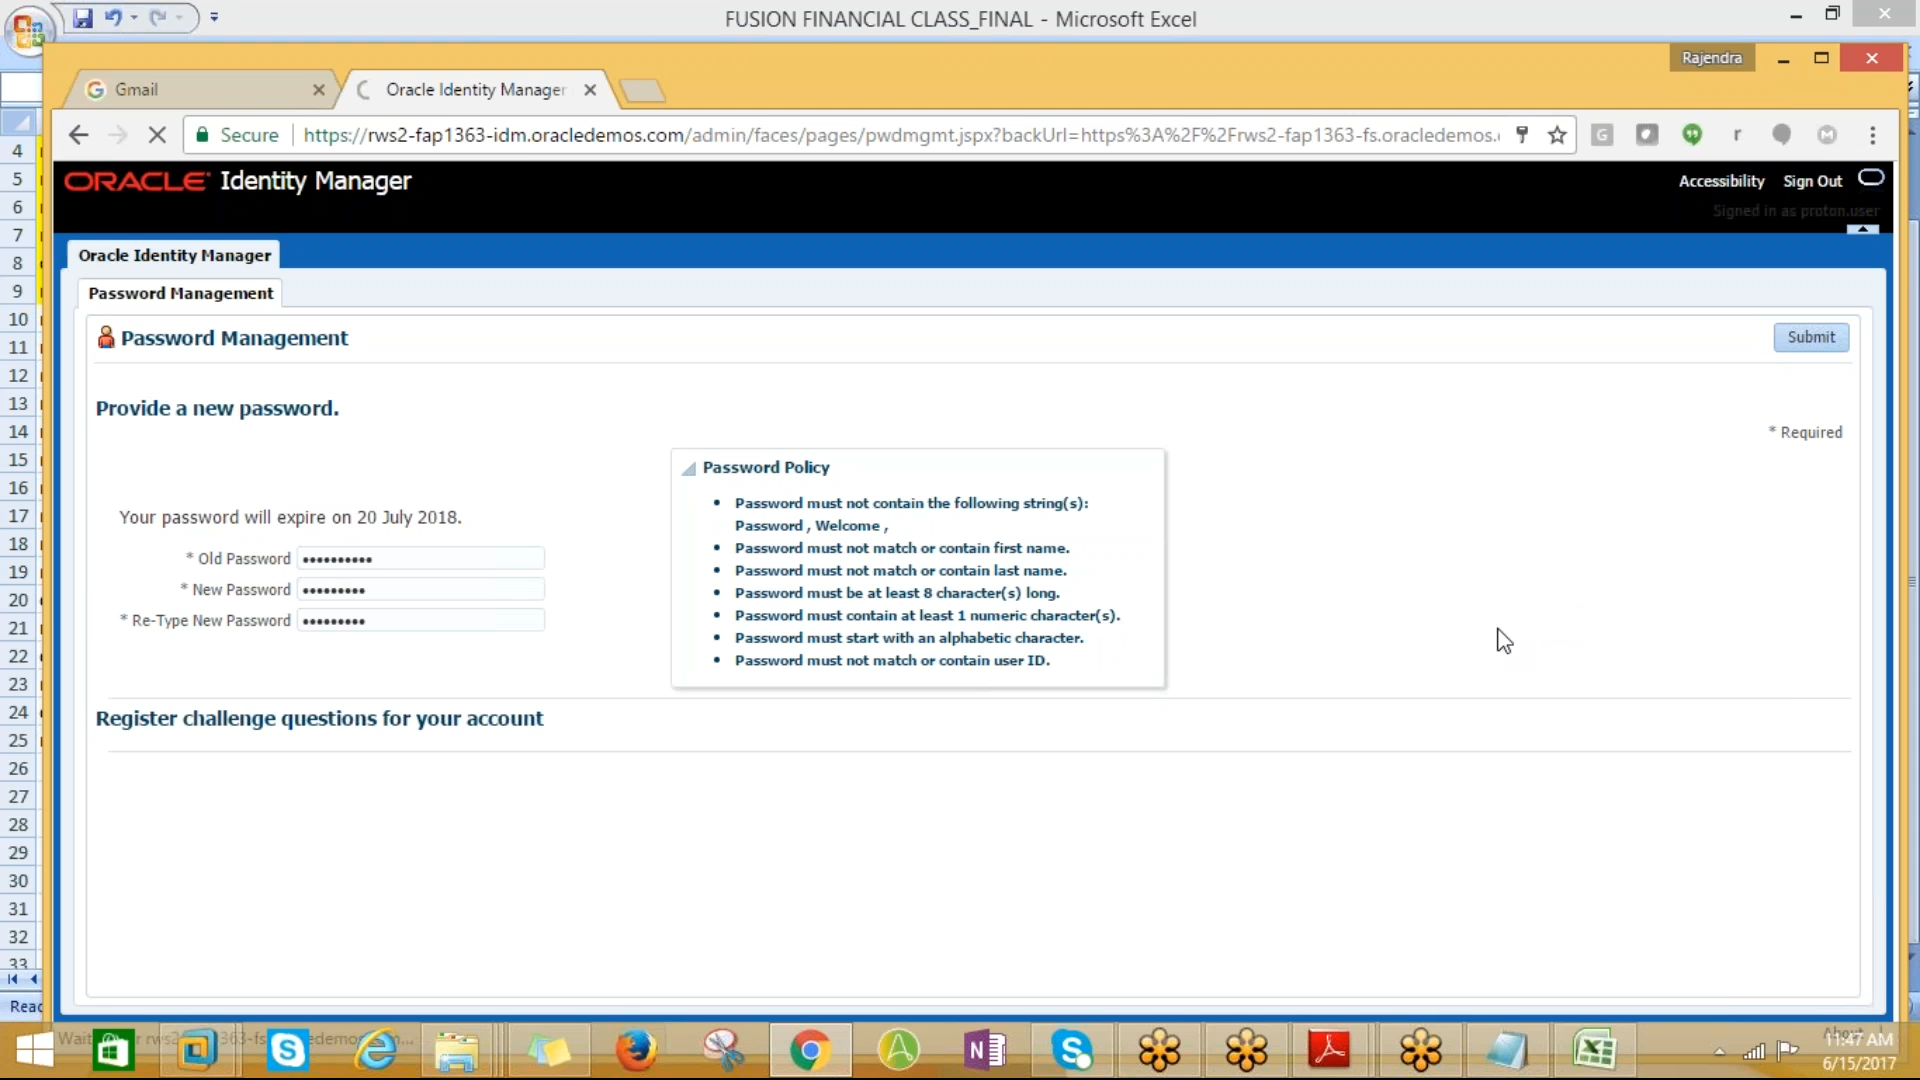 FUSION FINANCIAL CLASS_FINAL - Microsoft Excel
Rajendra
Gmail
Oracle Identity Manager
Secure
https://rws2-fap1363-idm.oracledemos.com/admin/faces/pages/pwdmgmt.jspx?backUrl=https%3A%2F%2Frws2-fap1363-fs.oracledemos.
ORACLE Identity Manager
Accessibility
Sign Out
Signed in as proton.user
Oracle Identity Manager
Password Management
Password Management
Submit
Provide a new password.
* Required
Password Policy
Password must not contain the following string(s):
Password , Welcome ,
Password must not match or contain first name.
Password must not match or contain last name.
Password must be at least 8 character(s) long.
Password must contain at least 1 numeric character(s).
Password must start with an alphabetic character.
Password must not match or contain user ID.
Your password will expire on 20 July 2018.
* Old Password
* New Password
* Re-Type New Password
Register challenge questions for your account
4
5
6
7
8
9
10
11
12
13
14
15
16
17
18
19
20
21
22
23
24
25
26
27
28
29
30
31
32
33
11:47 AM
6/15/2017